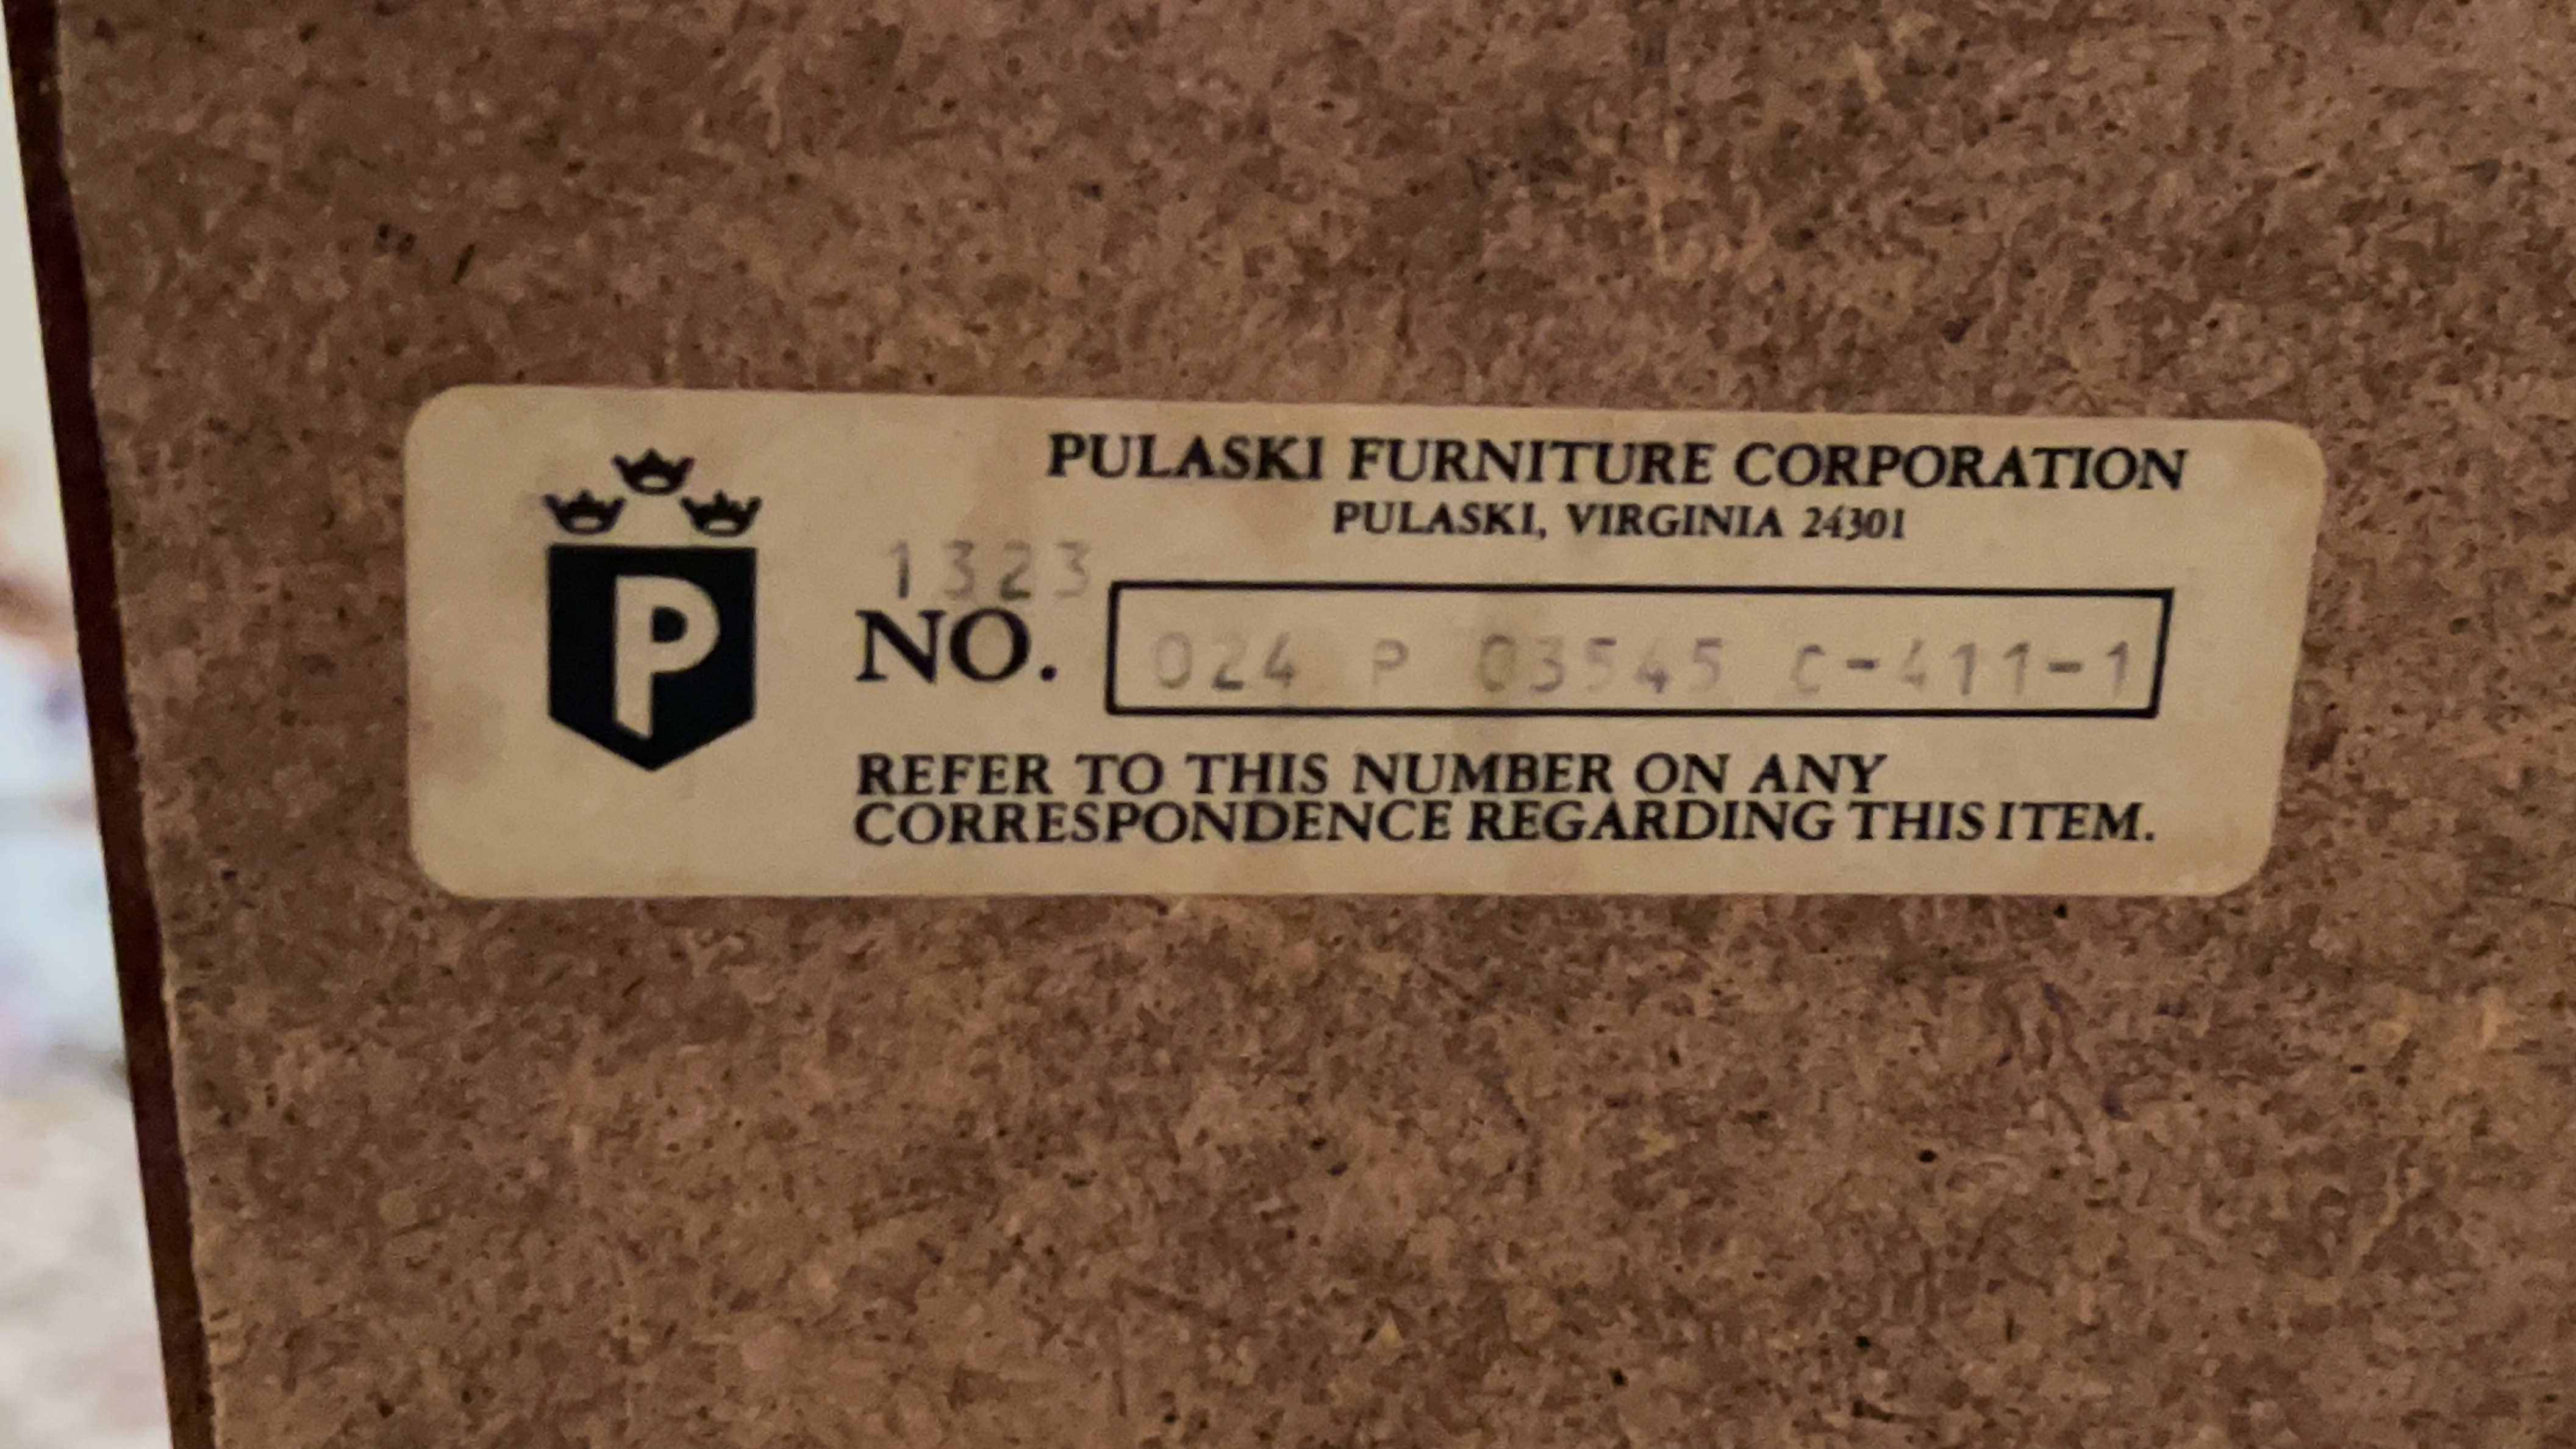 PULASKI FURNITURE CORPORATION
PULASKI, VIRGINIA 24301
1323
P
NO. 024 P 03545 C-411-1
REFER TO THIS NUMBER ON ANY
CORRESPONDENCE REGARDING THIS ITEM.